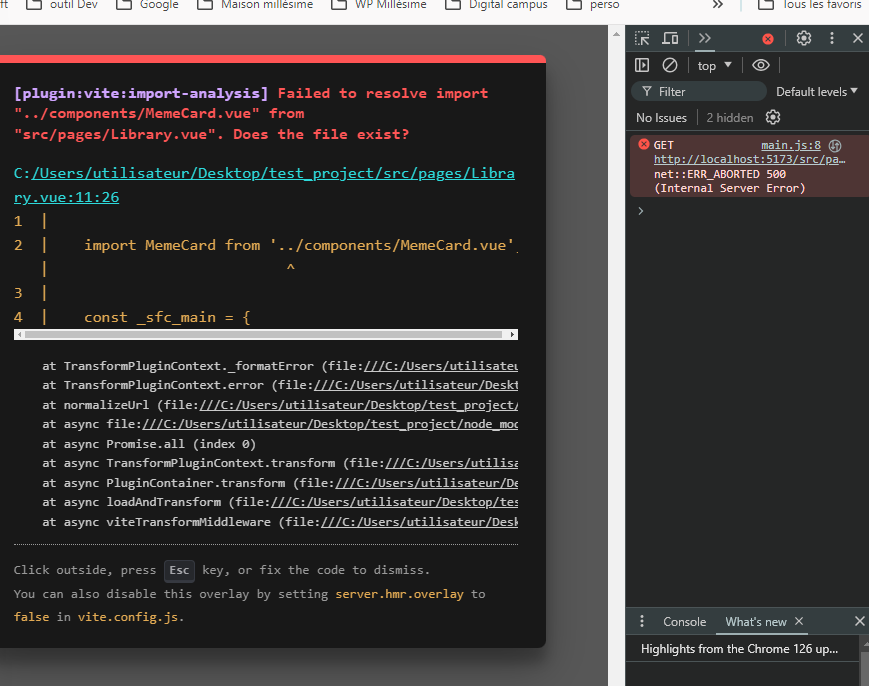 ft outil Dev Google Maison millésime WP Millésime Digital campus perso Tous les favoris
[plugin:vite:import-analysis] Failed to resolve import
"../components/MemeCard.vue" from
"src/pages/Library.vue". Does the file exist?
C:/Users/utilisateur/Desktop/test_project/src/pages/Libra
ry.vue:11:26
1 |
2 | import MemeCard from '../components/MemeCard.vue'
| ^
3 |
4 | const _sfc_main = {
at TransformPluginContext._formatError (file:///C:/Users/utilisateu
at TransformPluginContext.error (file:///C:/Users/utilisateur/Deskt
at normalizeUrl (file:///C:/Users/utilisateur/Desktop/test_project/
at async file:///C:/Users/utilisateur/Desktop/test_project/node_mod
at async Promise.all (index 0)
at async TransformPluginContext.transform (file:///C:/Users/utilisa
at async PluginContainer.transform (file:///C:/Users/utilisateur/De
at async loadAndTransform (file:///C:/Users/utilisateur/Desktop/tes
at async viteTransformMiddleware (file:///C:/Users/utilisateur/Desk
Click outside, press Esc key, or fix the code to dismiss.
You can also disable this overlay by setting server.hmr.overlay to
false in vite.config.js.
top
Filter Default levels
No Issues 2 hidden
GET main.js:8
http://localhost:5173/src/pa…
net::ERR_ABORTED 500
(Internal Server Error)
Console What's new
Highlights from the Chrome 126 up...